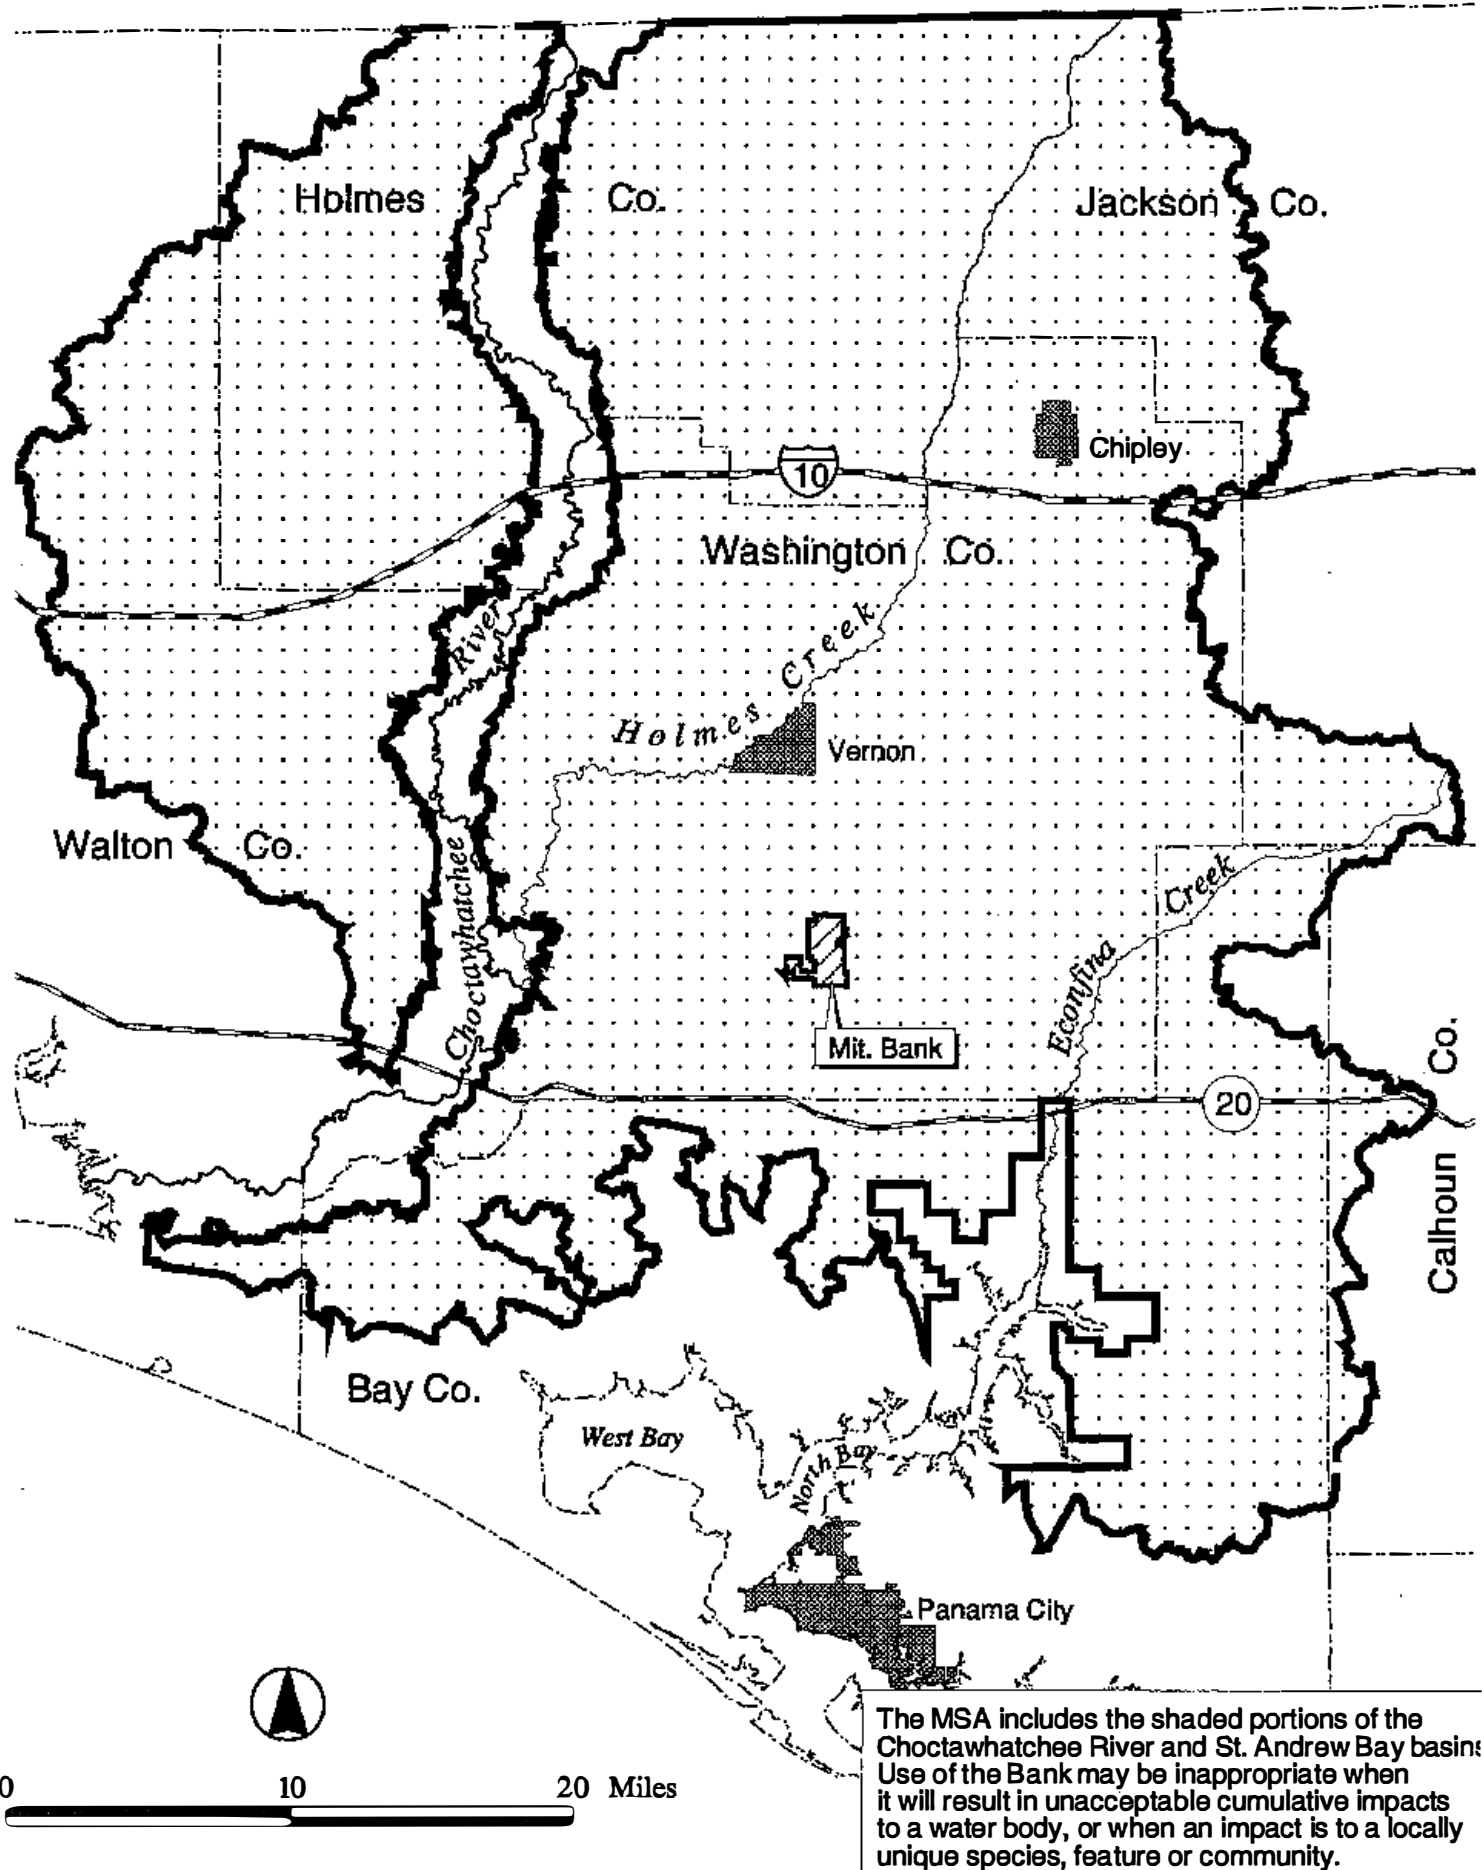 Holmes Co.
Jackson Co.
Chipley
10
Washington Co.
River
Holmes Creek
Vernon
Walton Co.
Choctawhatchee
Creek
Econfina
Mit. Bank
Co.
20
Calhoun
Bay Co.
West Bay
North Bay
Panama City
The MSA includes the shaded portions of the
Choctawhatchee River and St. Andrew Bay basins
Use of the Bank may be inappropriate when
it will result in unacceptable cumulative impacts
to a water body, or when an impact is to a locally
unique species, feature or community.
0 10 20 Miles